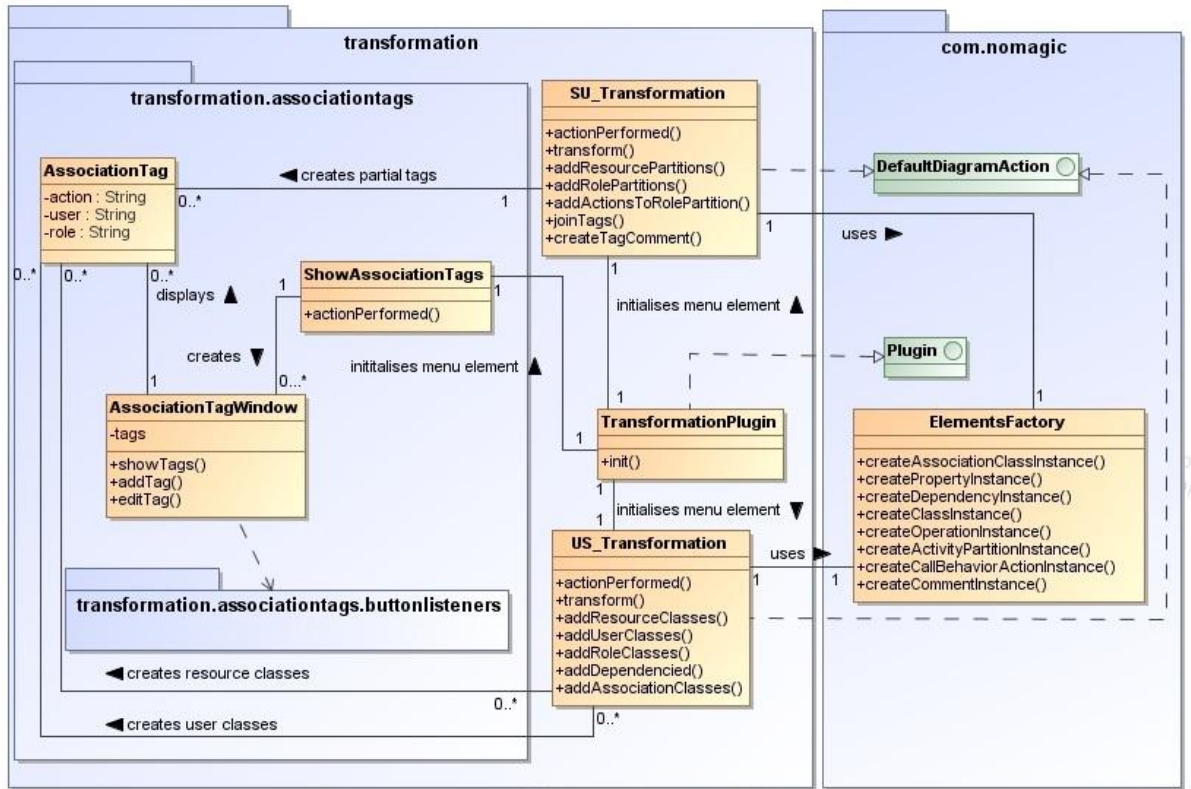 transformation
com.nomagic
transformation.associationtags
SU_Transformation
+actionPerformed()
+transform()
+addResourcePartitions()
+addRolePartitions()
+addActionsToRolePartition()
+joinTags()
+createTagComment()
DefaultDiagramAction
AssociationTag
-action : String
-user : String
-role : String
creates partial tags
0..*
1
1
uses
0..*
0..*
0..*
displays
ShowAssociationTags
+actionPerformed()
1
1
1
initialises menu element
creates
inititalises menu element
Plugin
1
0...*
1
1
AssociationTagWindow
-tags
+showTags()
+addTag()
+editTag()
TransformationPlugin
+init()
1
1
initialises menu element
1
ElementsFactory
+createAssociationClassInstance()
+createPropertyInstance()
+createDependencyInstance()
+createClassInstance()
+createOperationInstance()
+createActivityPartitionInstance()
+createCallBehaviorActionInstance()
+createCommentInstance()
US_Transformation
+actionPerformed()
+transform()
+addResourceClasses()
+addUserClasses()
+addRoleClasses()
+addDependencied()
+addAssociationClasses()
uses
1
1
transformation.associationtags.buttonlisteners
creates resource classes
0..*
creates user classes
0..*